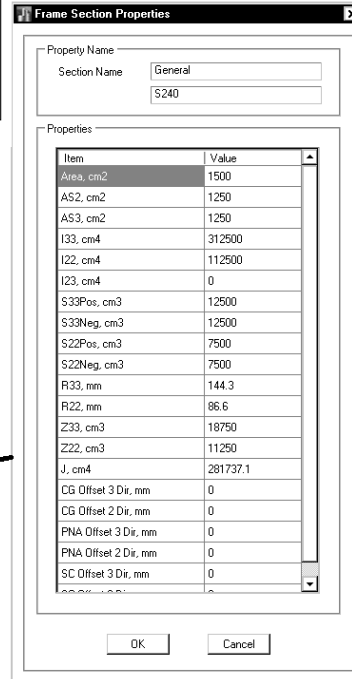 Frame Section Properties
Property Name
Section Name General
S240
Properties
Item Value
Area, cm2 1500
AS2, cm2 1250
AS3, cm2 1250
I33, cm4 312500
I22, cm4 112500
I23, cm4 0
S33Pos, cm3 12500
S33Neg, cm3 12500
S22Pos, cm3 7500
S22Neg, cm3 7500
R33, mm 144.3
R22, mm 86.6
Z33, cm3 18750
Z22, cm3 11250
J, cm4 281737.1
CG Offset 3 Dir, mm 0
CG Offset 2 Dir, mm 0
PNA Offset 3 Dir, mm 0
PNA Offset 2 Dir, mm 0
SC Offset 3 Dir, mm 0
OK Cancel